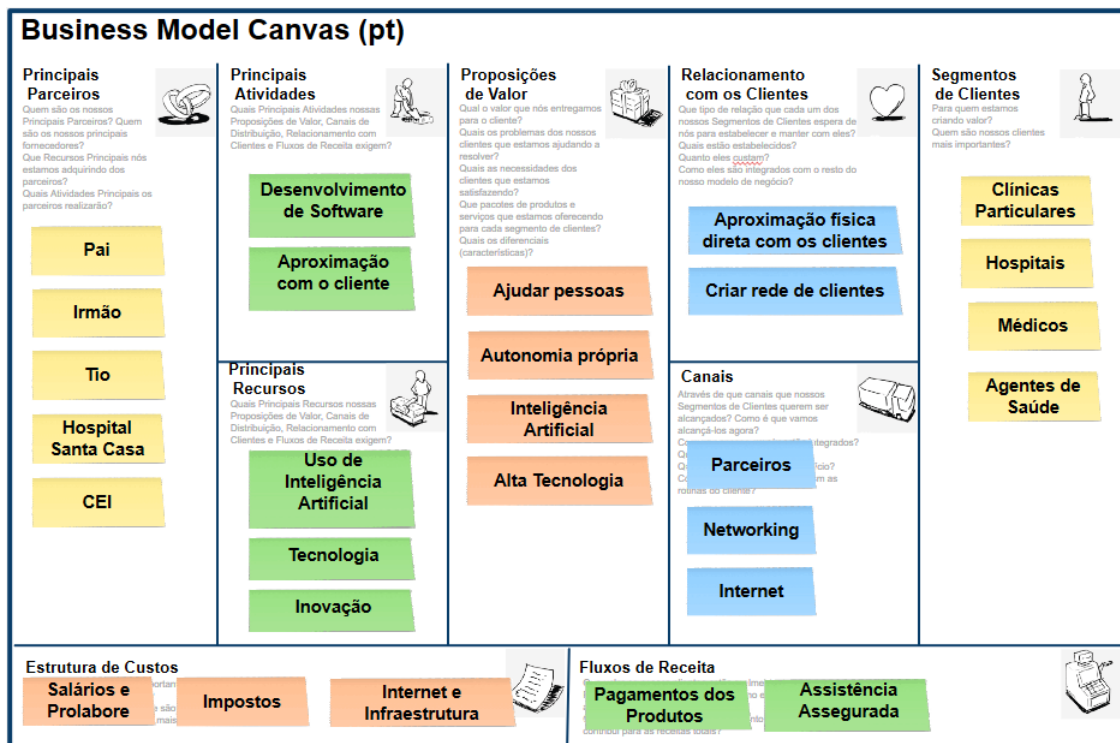 Business Model Canvas (pt)
Principais
Parceiros
Quem são os nossos
Principais Parceiros? Quem
são os nossos principais
fornecedores?
Que Recursos Principais nós
estamos adquirindo dos
parceiros?
Quais Atividades Principais os
parceiros realizarão?
Pai
Irmão
Tio
Hospital
Santa Casa
CEI
Principais
Atividades
Quais Principais Atividades nossas
Proposições de Valor, Canais de
Distribuição, Relacionamento com
Clientes e Fluxos de Receita exigem?
Desenvolvimento
de Software
Aproximação
com o cliente
Principais
Recursos
Quais Principais Recursos nossas
Proposições de Valor, Canais de
Distribuição, Relacionamento com
Clientes e Fluxos de Receita exigem?
Uso de
Inteligência
Artificial
Tecnologia
Inovação
Proposições
de Valor
Qual o valor que nós entregamos
para o cliente?
Quais os problemas dos nossos
clientes que estamos ajudando a
resolver?
Quais as necessidades dos
clientes que estamos
satisfazendo?
Que pacotes de produtos e
serviços que estamos oferecendo
para cada segmento de clientes?
Quais os diferenciais
(características)?
Ajudar pessoas
Autonomia própria
Inteligência
Artificial
Alta Tecnologia
Relacionamento
com os Clientes
Que tipo de relação que cada um dos
nossos Segmentos de Clientes espera de
nós para estabelecer e manter com eles?
Quais estão estabelecidos?
Quanto eles custam?
Como eles são integrados com o resto do
nosso modelo de negócio?
Aproximação física
direta com os clientes
Criar rede de clientes
Canais
Através de que canais que nossos
Segmentos de Clientes querem ser
alcançados? Como é que vamos
alcançá-los agora?
integrados?
rotinas do cliente?
Parceiros
Networking
Internet
Segmentos
de Clientes
Para quem estamos
criando valor?
Quem são nossos clientes
mais importantes?
Clínicas
Particulares
Hospitais
Médicos
Agentes de
Saúde
Estrutura de Custos
são
mais
Salários e
Prolabore
Impostos
Internet e
Infraestrutura
Fluxos de Receita
contribui para as receitas totais?
Pagamentos dos
Produtos
Assistência
Assegurada